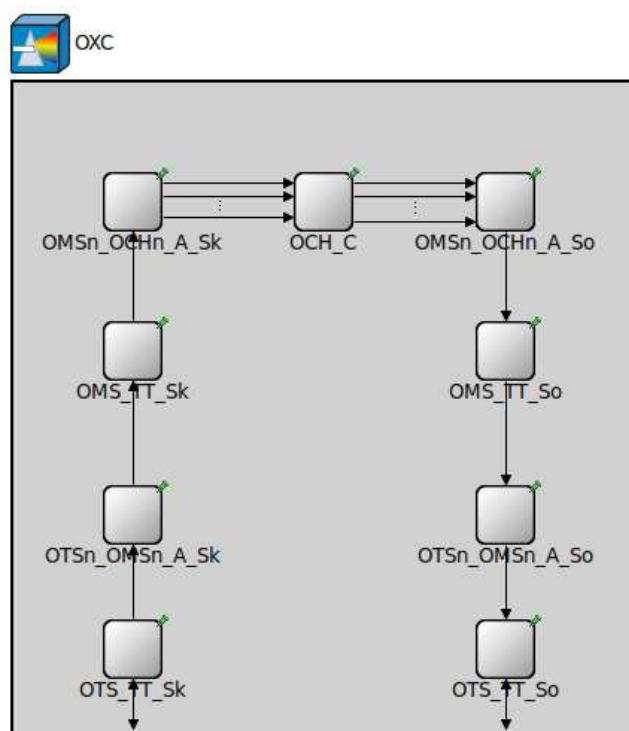 OXC
OMSn_OCHn_A_Sk
OCH_C
OMSn_OCHn_A_So
OMS_TT_Sk
OMS_TT_So
OTSn_OMSn_A_Sk
OTSn_OMSn_A_So
OTS_TT_Sk
OTS_TT_So